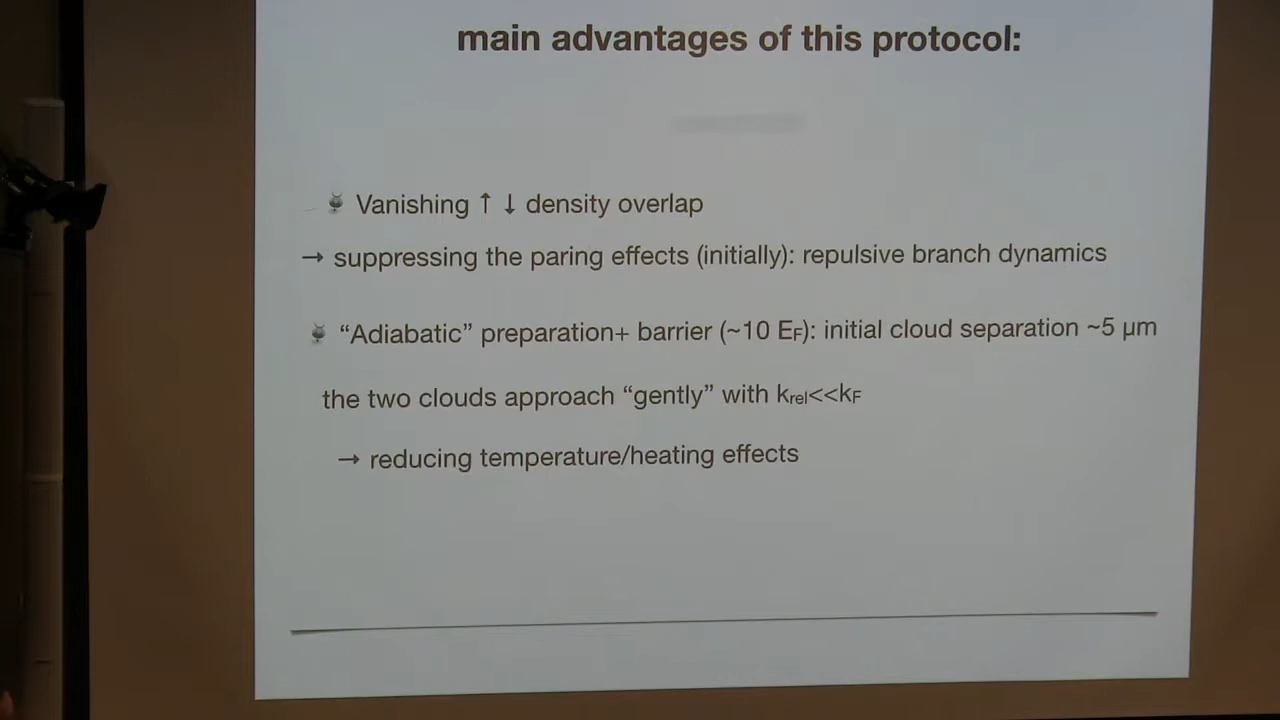 main advantages of this protocol:
Vanishing ↑ ↓ density overlap
→ suppressing the paring effects (initially): repulsive branch dynamics
“Adiabatic” preparation+ barrier (~10 EF): initial cloud separation ~5 µm
the two clouds approach “gently” with krel<<kF
→ reducing temperature/heating effects